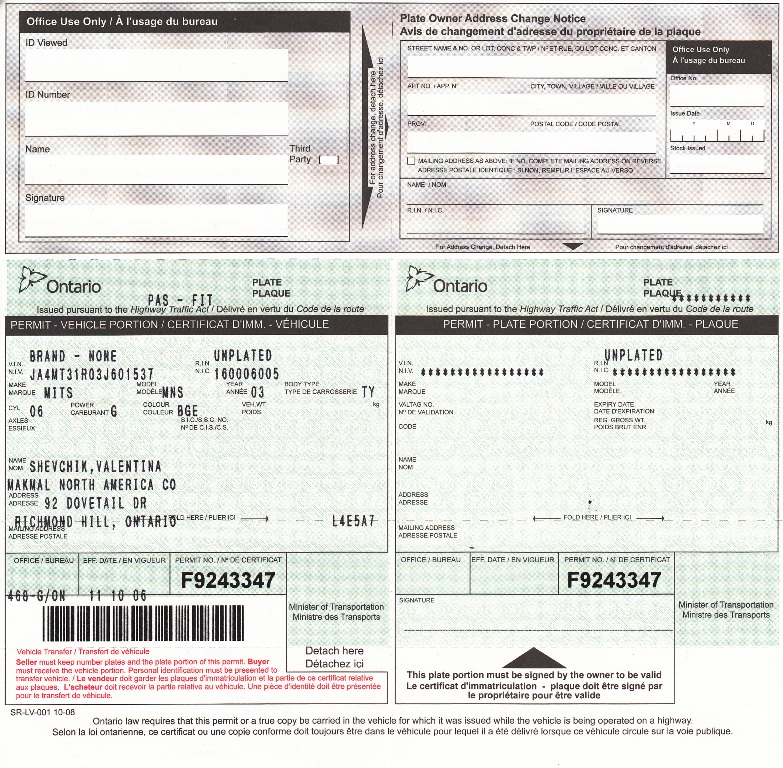 Office Use Only / À l'usage du bureau
ID Viewed
ID Number
Name
Third Party
Signature
For address change, detach here
Pour changement d'adresse, détachez ici
Plate Owner Address Change Notice
Avis de changement d'adresse du propriétaire de la plaque
STREET NAME & NO. OR LOT, CONC & TWP / Nº ET RUE, OU LOT CONC. ET CANTON
APT NO. / APP. Nº CITY, TOWN, VILLAGE / VILLE OU VILLAGE
PROV. POSTAL CODE / CODE POSTAL
MAILING ADDRESS AS ABOVE: IF NO, COMPLETE MAILING ADDRESS ON REVERSE
ADRESSE POSTALE IDENTIQUE: SI NON, REMPLIR L'ESPACE AU VERSO
NAME / NOM
R.I.N. / N.I.C. SIGNATURE
Office Use Only
À l'usage du bureau
Office No.
Issue Date
Y M D
Stock Issued
For Address Change, Detach Here Pour changement d'adresse, détachez ici
Ontario PLATE
PLAQUE
PAS - FIT
Issued pursuant to the Highway Traffic Act / Délivré en vertu du Code de la route
PERMIT - VEHICLE PORTION / CERTIFICAT D'IMM. - VÉHICULE
BRAND - NONE UNPLATED
V.I.N. N.I.V. JA4MT31R03J601537 R.I.N. N.I.C. 160006005
MAKE MARQUE MITS MODEL MODÈLE MNS YEAR ANNÉE 03 BODY-TYPE TYPE DE CARROSSERIE TY
CYL. 06 POWER CARBURANT G COLOUR COULEUR BGE VEH.WT. POIDS kg
AXLES ESSIEUX S.I.C./S.B.C. NO. Nº DE C.I.S./C.S.
NAME NOM SHEVCHIK,VALENTINA
MAKMAL NORTH AMERICA CO
ADDRESS ADRESSE 92 DOVETAIL DR
RICHMOND HILL, ONTARIO FOLD HERE / PLIER ICI L4E5A7
MAILING ADDRESS
ADRESSE POSTALE
OFFICE / BUREAU EFF. DATE / EN VIGUEUR PERMIT NO. / Nº DE CERTIFICAT
F9243347
466-G/ON 11 10 06
Minister of Transportation
Ministre des Transports
Vehicle Transfer / Transfert de véhicule
Seller must keep number plates and the plate portion of this permit. Buyer
must receive the vehicle portion. Personal identification must be presented to
transfer vehicle. / Le vendeur doit garder les plaques d'immatriculation et la partie de ce certificat relative
aux plaques. L'acheteur doit recevoir la partie relative au véhicule. Une pièce d'identité doit être présentée
pour le transfert de véhicule.
Detach here
Détachez ici
Ontario PLATE
PLAQUE ***********
Issued pursuant to the Highway Traffic Act / Délivré en vertu du Code de la route
PERMIT - PLATE PORTION / CERTIFICAT D'IMM. - PLAQUE
UNPLATED
V.I.N. N.I.V. ***************** R.I.N. N.I.C. *****************
MAKE MARQUE MODEL MODÈLE YEAR ANNÉE
VALTAG NO. Nº DE VALIDATION EXPIRY DATE DATE D'EXPIRATION
CODE REG. GROSS WT. POIDS BRUT ENR. kg
NAME
NOM
ADDRESS
ADRESSE
FOLD HERE / PLIER ICI
MAILING ADDRESS
ADRESSE POSTALE
OFFICE / BUREAU EFF. DATE / EN VIGUEUR PERMIT NO. / Nº DE CERTIFICAT
F9243347
SIGNATURE
Minister of Transportation
Ministre des Transports
This plate portion must be signed by the owner to be valid
Le certificat d'immatriculation - plaque doit être signé par
le propriétaire pour être valide
SR-LV-001 10-08
Ontario law requires that this permit or a true copy be carried in the vehicle for which it was issued while the vehicle is being operated on a highway.
Selon la loi ontarienne, ce certificat ou une copie conforme doit toujours être dans le véhicule pour lequel il a été délivré lorsque ce véhicule circule sur la voie publique.